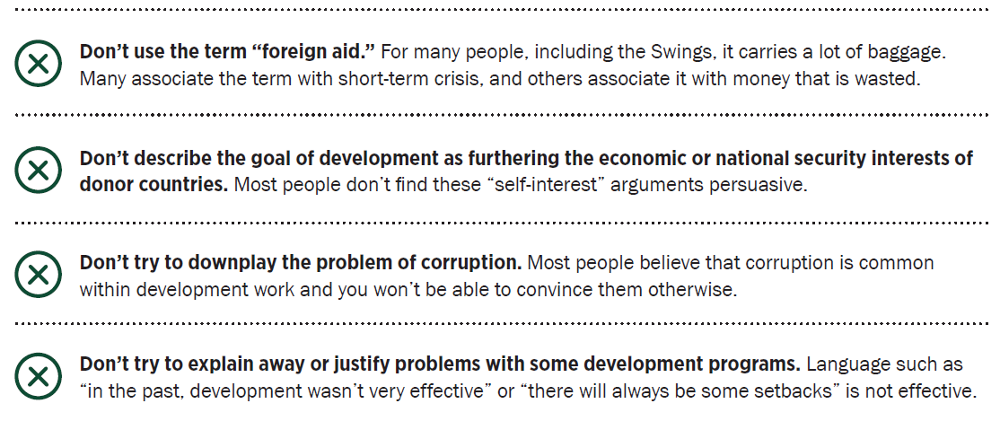 Don’t use the term “foreign aid.” For many people, including the Swings, it carries a lot of baggage.
Many associate the term with short-term crisis, and others associate it with money that is wasted.
Don’t describe the goal of development as furthering the economic or national security interests of
donor countries. Most people don’t find these “self-interest” arguments persuasive.
Don’t try to downplay the problem of corruption. Most people believe that corruption is common
within development work and you won’t be able to convince them otherwise.
Don’t try to explain away or justify problems with some development programs. Language such as
“in the past, development wasn’t very effective” or “there will always be some setbacks” is not effective.